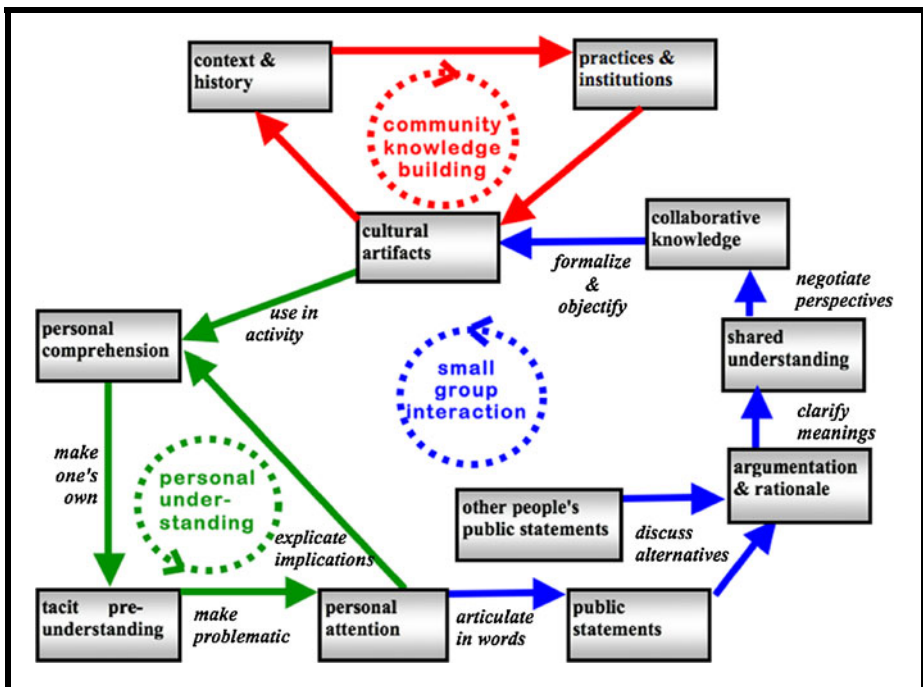 context &
history
practices &
institutions
community
knowledge
building
cultural
artifacts
collaborative
knowledge
formalize
&
objectify
negotiate
perspectives
use in
activity
personal
comprehension
shared
understanding
small
group
interaction
clarify
meanings
make
one's
own
personal
under-
standing
argumentation
& rationale
other people's
public statements
discuss
alternatives
explicate
implications
tacit pre-
understanding
make
problematic
personal
attention
articulate
in words
public
statements